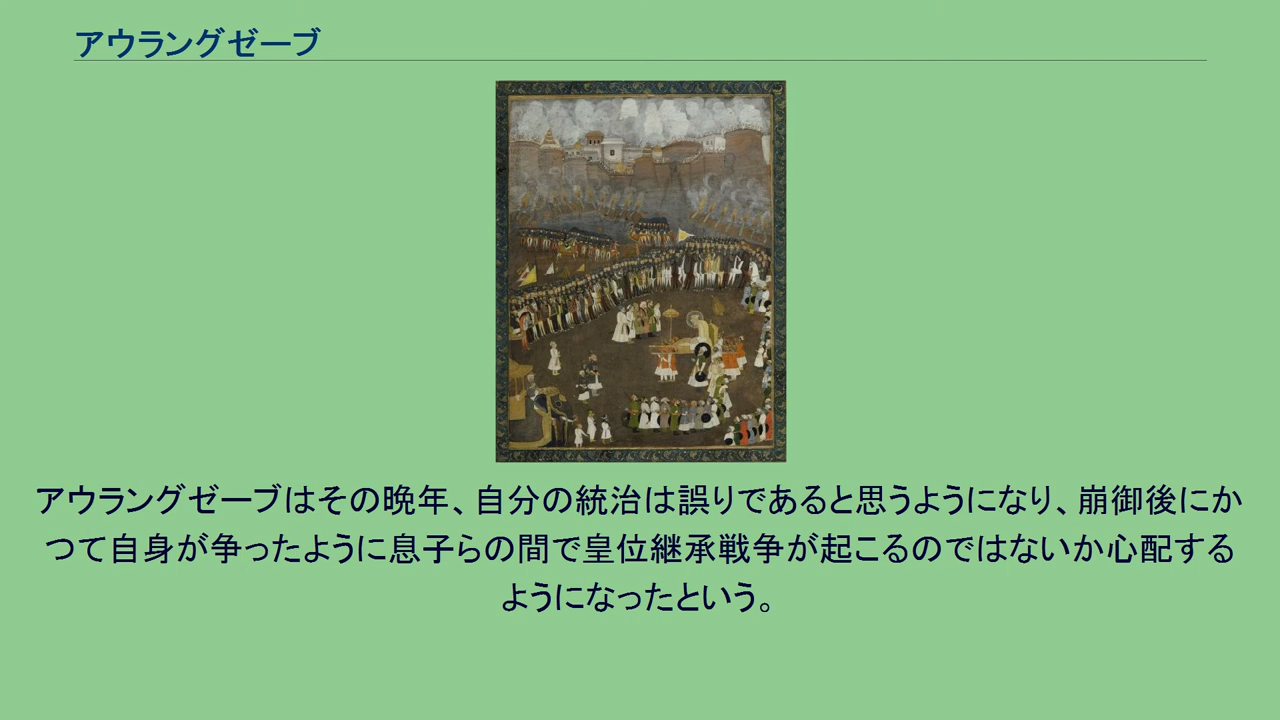 アウラングゼーブ
アウラングゼーブはその晩年、自分の統治は誤りであると思うようになり、崩御後にか
つて自身が争ったように息子らの間で皇位継承戦争が起こるのではないか心配する
ようになったという。